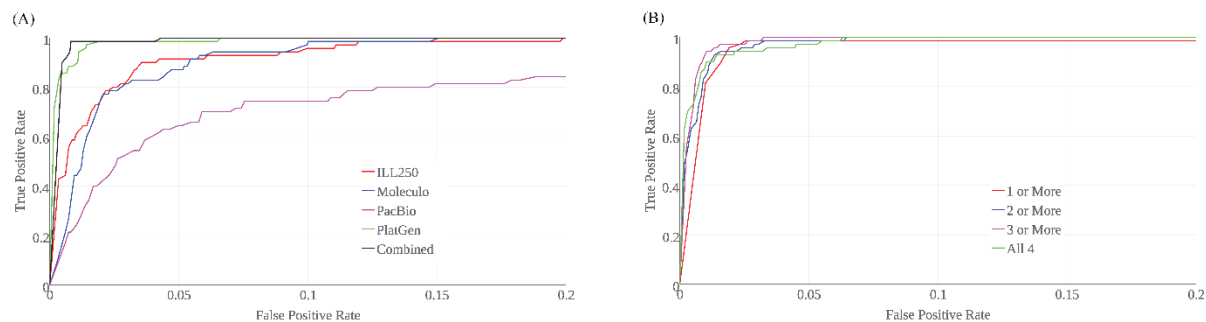 (A)
True Positive Rate
1
0.8
0.6
0.4
0.2
0
0
0.05
0.1
0.15
0.2
False Positive Rate
ILL250
Moleculo
PacBio
PlatGen
Combined
(B)
True Positive Rate
1
0.8
0.6
0.4
0.2
0
0
0.05
0.1
0.15
0.2
False Positive Rate
1 or More
2 or More
3 or More
All 4